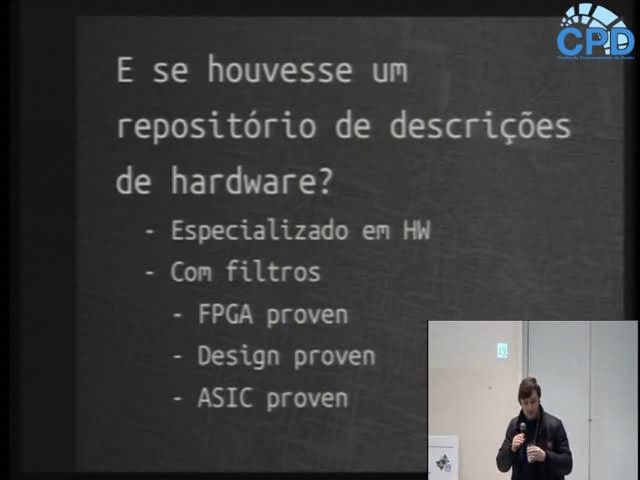 CPD
E se houvesse um
repositório de descrições
de hardware?
- Especializado em HW
- Com filtros
- FPGA proven
- Design proven
- ASIC proven